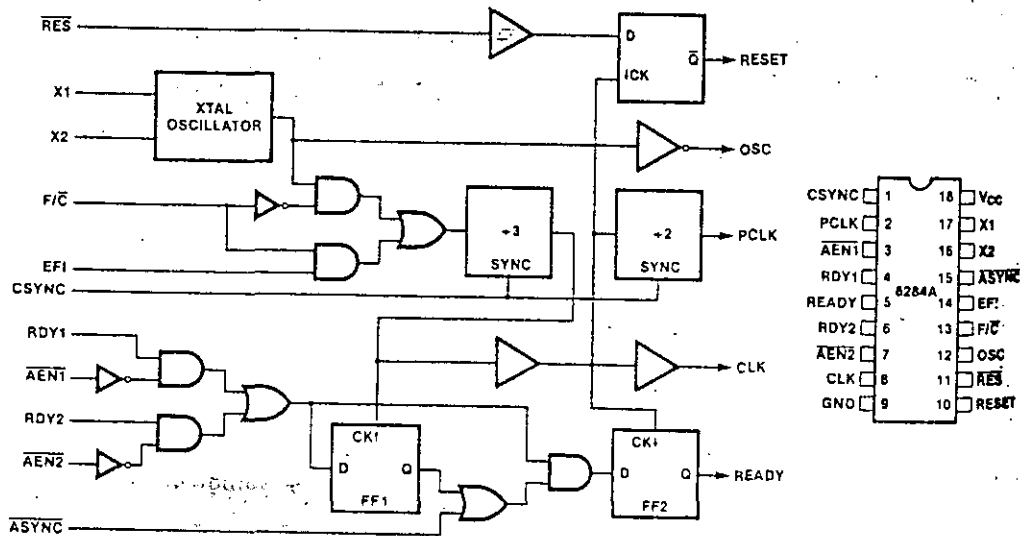 RES
D
Q
RESET
↓CK
X1
X2
XTAL
OSCILLATOR
OSC
F/C
EFI
CSYNC
÷3
SYNC
÷2
SYNC
PCLK
RDY1
AEN1
RDY2
AEN2
ASYNC
CLK
CK↑
D
Q
FF1
CK↓
D
Q
FF2
READY
CSYNC 1
PCLK 2
AEN1 3
RDY1 4
READY 5
RDY2 6
AEN2 7
CLK 8
GND 9
8284A
18 VCC
17 X1
16 X2
15 ASYNC
14 EFI
13 F/C
12 OSC
11 RES
10 RESET